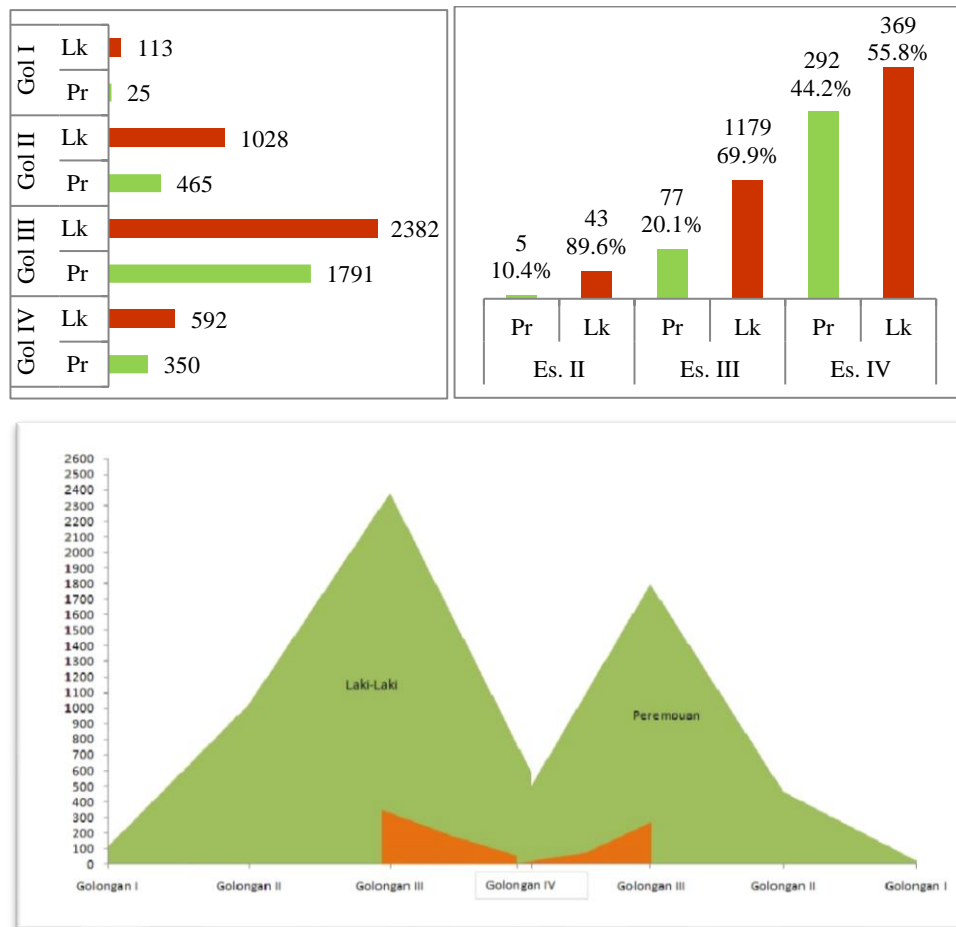 Gol I
Lk
113
Pr
25
Gol II
Lk
1028
Pr
465
Gol III
Lk
2382
Pr
1791
Gol IV
Lk
592
Pr
350
5
10.4%
43
89.6%
77
20.1%
1179
69.9%
292
44.2%
369
55.8%
Pr Lk Pr Lk Pr Lk
Es. II Es. III Es. IV
2600
2500
2400
2300
2200
2100
2000
1900
1800
1700
1600
1500
1400
1300
1200
1100
1000
900
800
700
600
500
400
300
200
100
0
Laki-Laki
Perempuan
Golongan I Golongan II Golongan III Golongan IV Golongan III Golongan II Golongan I